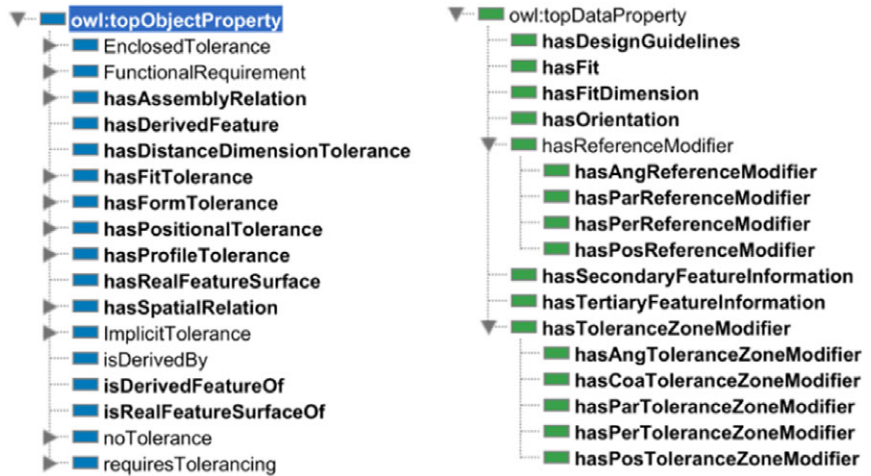 owl:topObjectProperty
EnclosedTolerance
FunctionalRequirement
hasAssemblyRelation
hasDerivedFeature
hasDistanceDimensionTolerance
hasFitTolerance
hasFormTolerance
hasPositionalTolerance
hasProfileTolerance
hasRealFeatureSurface
hasSpatialRelation
ImplicitTolerance
isDerivedBy
isDerivedFeatureOf
isRealFeatureSurfaceOf
noTolerance
requiresTolerancing
owl:topDataProperty
hasDesignGuidelines
hasFit
hasFitDimension
hasOrientation
hasReferenceModifier
hasAngReferenceModifier
hasParReferenceModifier
hasPerReferenceModifier
hasPosReferenceModifier
hasSecondaryFeatureInformation
hasTertiaryFeatureInformation
hasToleranceZoneModifier
hasAngToleranceZoneModifier
hasCoaToleranceZoneModifier
hasParToleranceZoneModifier
hasPerToleranceZoneModifier
hasPosToleranceZoneModifier